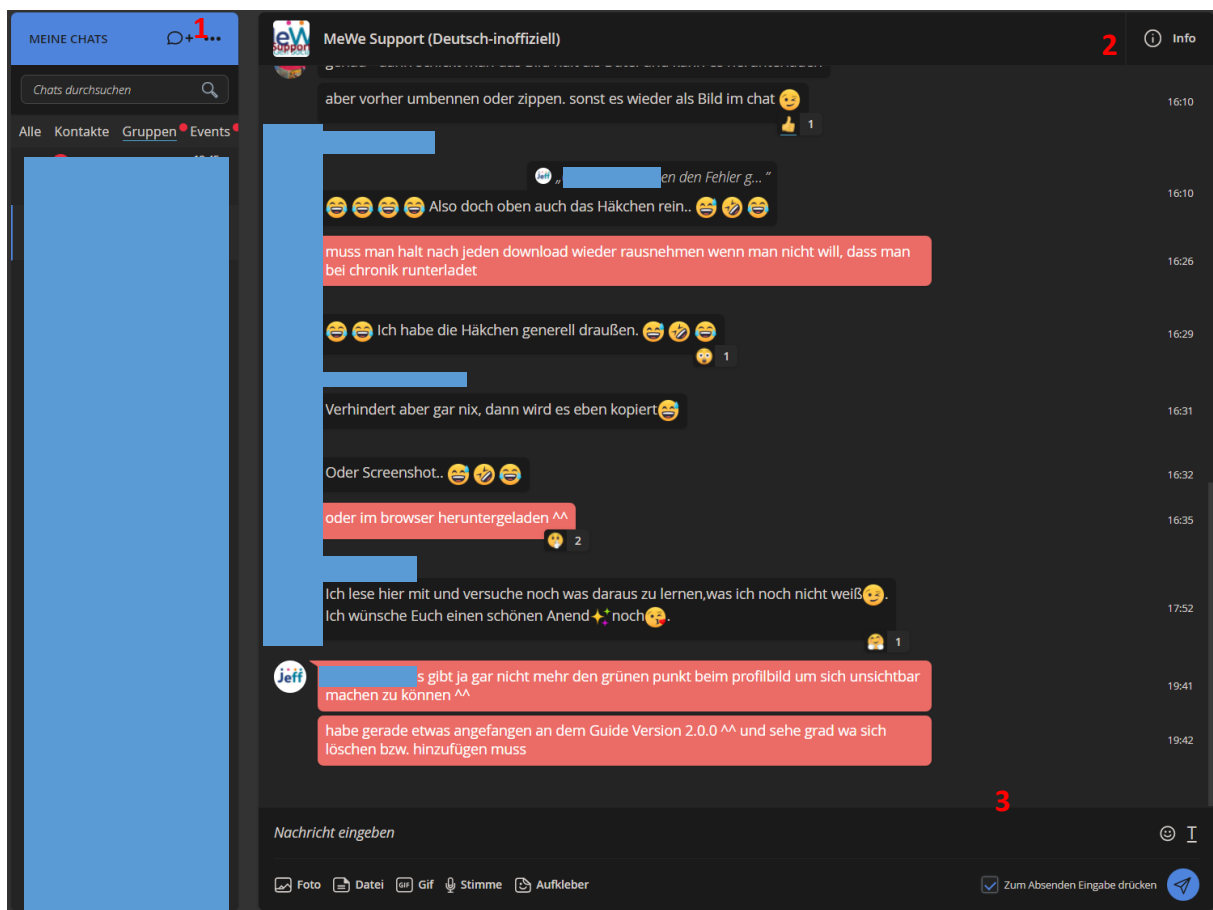 MEINE CHATS
1
Chats durchsuchen
Alle Kontakte Gruppen Events
eW
Support
MeWe Support (Deutsch-inoffiziell)
2
Info
aber vorher umbennen oder zippen. sonst es wieder als Bild im chat 😉
16:10
👍 1
Jeff „ en den Fehler g... “
😂 😂 😂 😂 Also doch oben auch das Häkchen rein.. 😅 🤣 😂
16:10
muss man halt nach jeden download wieder rausnehmen wenn man nicht will, dass man
bei chronik runterladet
16:26
😂 😂 Ich habe die Häkchen generell draußen. 😅 🤣 😂
16:29
😲 1
Verhindert aber gar nix, dann wird es eben kopiert😅
16:31
Oder Screenshot.. 😅 🤣 😂
16:32
oder im browser heruntergeladen ^^
16:35
🤭 2
Ich lese hier mit und versuche noch was daraus zu lernen,was ich noch nicht weiß😉.
Ich wünsche Euch einen schönen Anend✨noch😘.
17:52
🤗 1
Jeff
s gibt ja gar nicht mehr den grünen punkt beim profilbild um sich unsichtbar
machen zu können ^^
19:41
habe gerade etwas angefangen an dem Guide Version 2.0.0 ^^ und sehe grad wa sich
löschen bzw. hinzufügen muss
19:42
3
Nachricht eingeben
T
Foto Datei GIF Gif Stimme Aufkleber
Zum Absenden Eingabe drücken